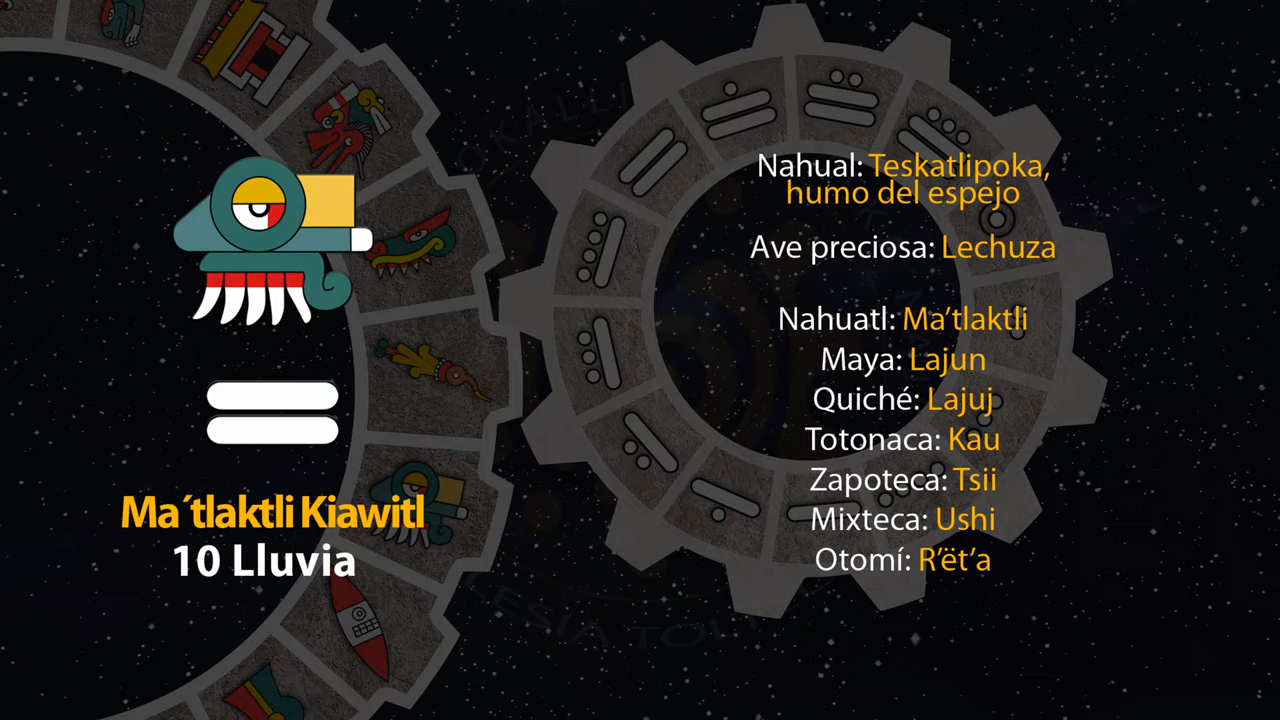 Ma´tlaktli Kiawitl
10 Lluvia
Nahual: Teskatlipoka,
humo del espejo
Ave preciosa: Lechuza
Nahuatl: Ma’tlaktli
Maya: Lajun
Quiché: Lajuj
Totonaca: Kau
Zapoteca: Tsii
Mixteca: Ushi
Otomí: R’ët’a